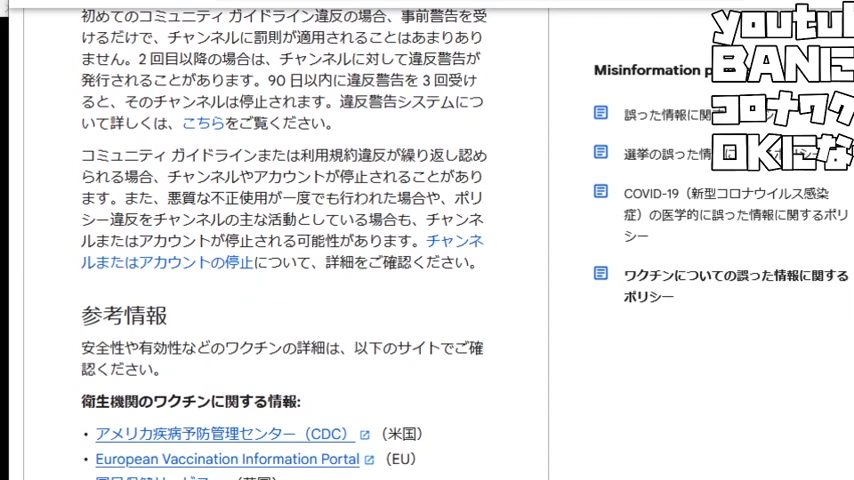 初めてのコミュニティ ガイドライン違反の場合、事前警告を受
けるだけで、チャンネルに罰則が適用されることはあまりあり
ません。2 回目以降の場合は、チャンネルに対して違反警告が
発行されることがあります。90 日以内に違反警告を 3 回受け
ると、そのチャンネルは停止されます。違反警告システムにつ
いて詳しくは、こちらをご覧ください。
コミュニティ ガイドラインまたは利用規約違反が繰り返し認め
られる場合、チャンネルやアカウントが停止されることがあり
ます。また、悪質な不正使用が一度でも行われた場合や、ポリ
シー違反をチャンネルの主な活動としている場合も、チャンネ
ルまたはアカウントが停止される可能性があります。チャンネ
ルまたはアカウントの停止について、詳細をご確認ください。
参考情報
安全性や有効性などのワクチンの詳細は、以下のサイトでご確
認ください。
衛生機関のワクチンに関する情報:
• アメリカ疾病予防管理センター（CDC）（米国）
• European Vaccination Information Portal（EU）
youtu
BANに
コロナワク
OKにな
Misinformation
誤った情報に関
選挙の誤った情
COVID-19（新型コロナウイルス感染
症）の医学的に誤った情報に関するポリ
シー
ワクチンについての誤った情報に関する
ポリシー